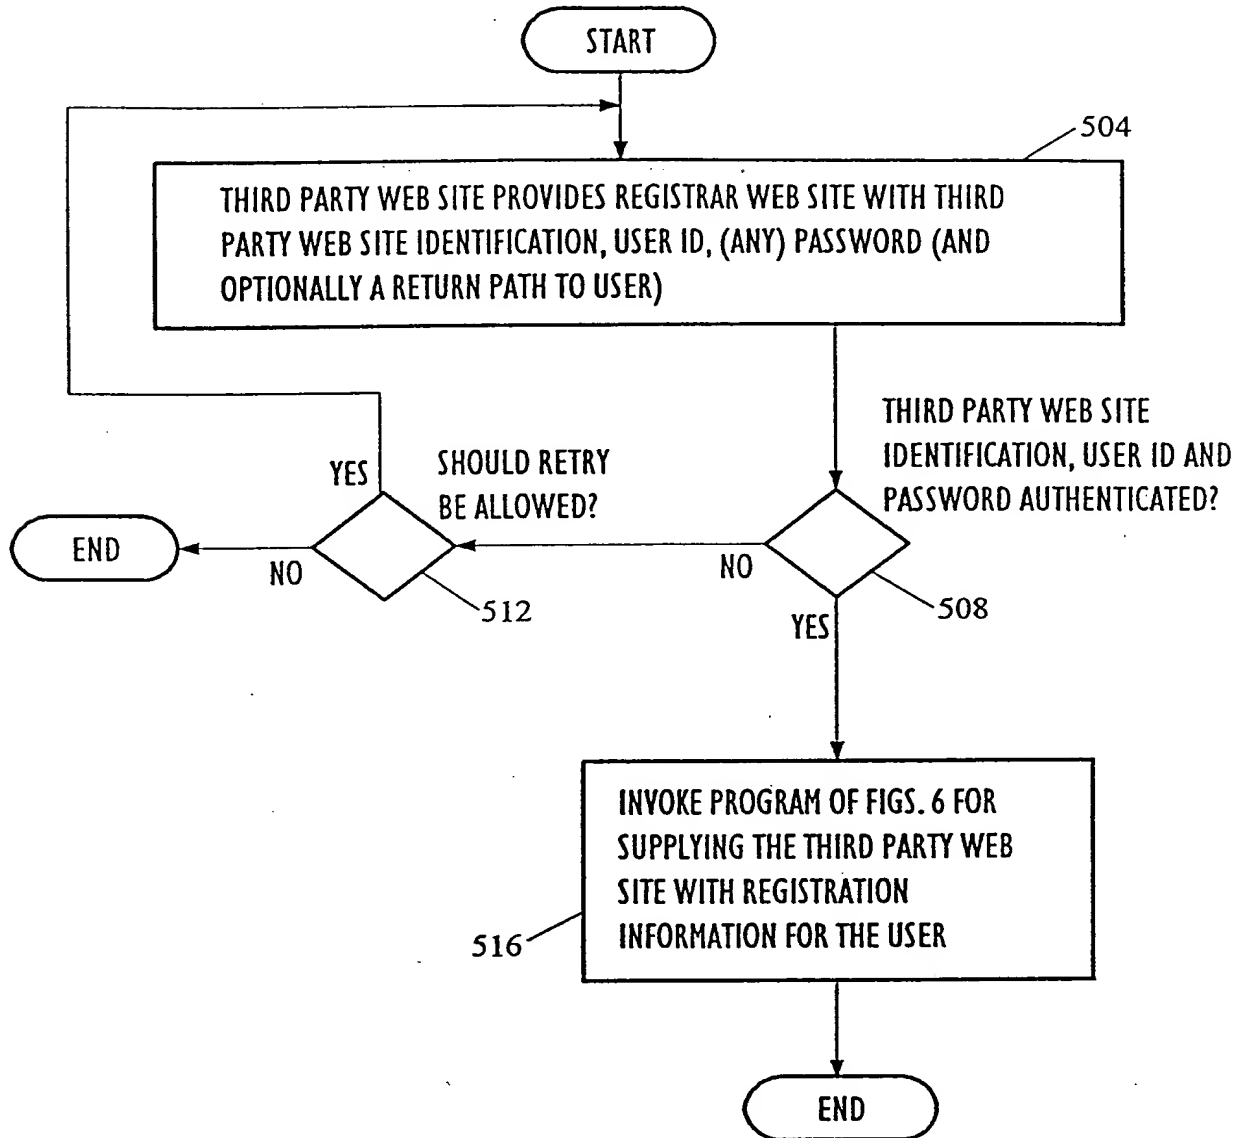 START
504
THIRD PARTY WEB SITE PROVIDES REGISTRAR WEB SITE WITH THIRD
PARTY WEB SITE IDENTIFICATION, USER ID, (ANY) PASSWORD (AND
OPTIONALLY A RETURN PATH TO USER)
THIRD PARTY WEB SITE
IDENTIFICATION, USER ID AND
PASSWORD AUTHENTICATED?
YES
SHOULD RETRY
BE ALLOWED?
END
NO
512
NO
508
YES
INVOKE PROGRAM OF FIGS. 6 FOR
SUPPLYING THE THIRD PARTY WEB
SITE WITH REGISTRATION
INFORMATION FOR THE USER
516
END